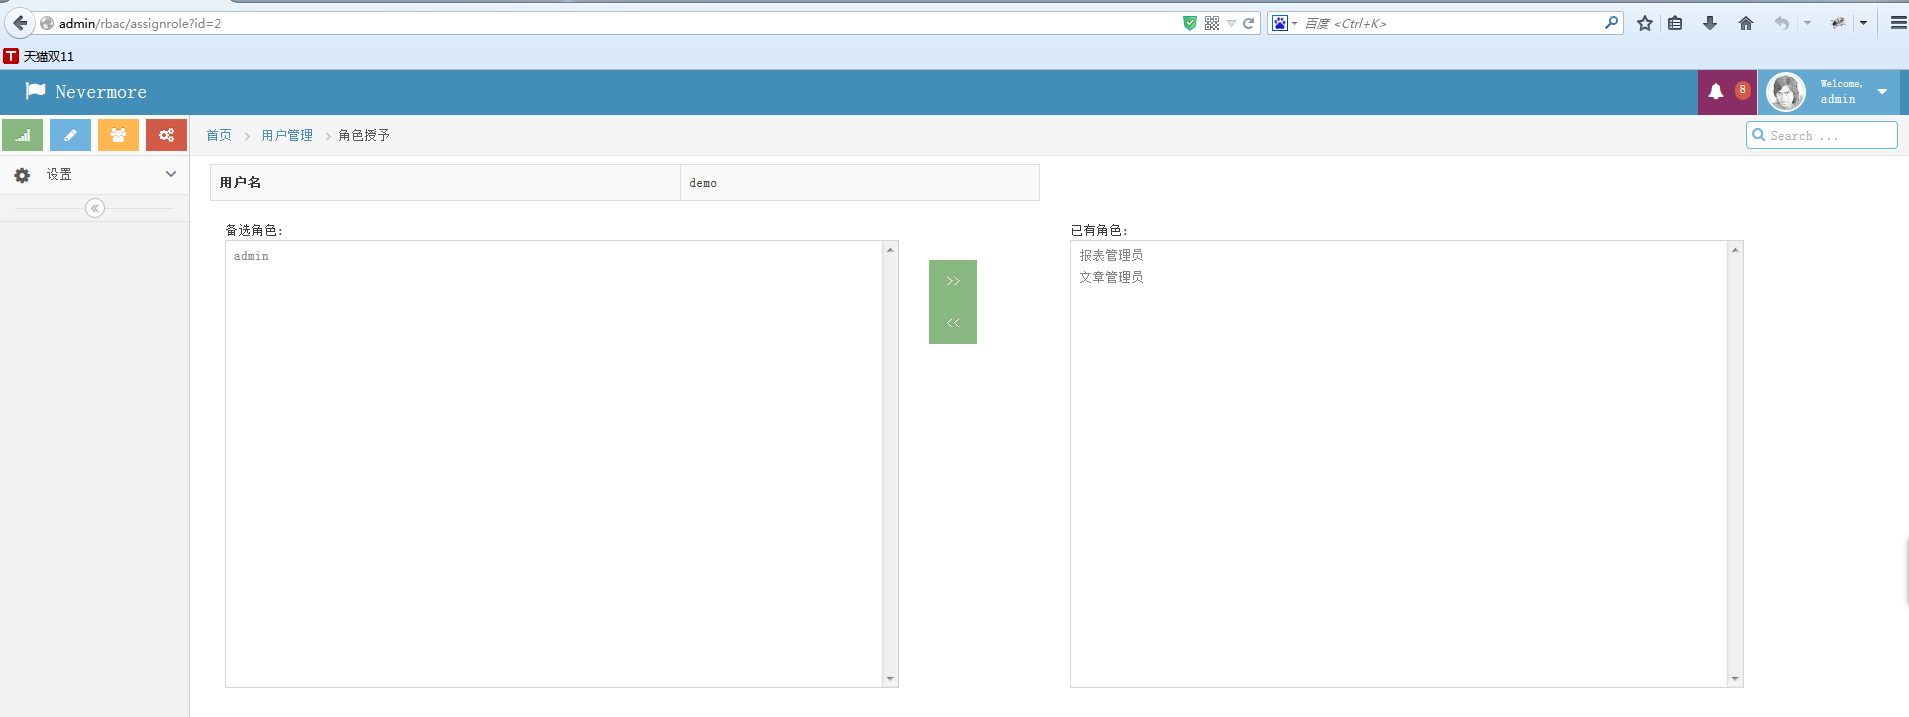 admin/rbac/assignrole?id=2
百度 <Ctrl+K>
T 天猫双11
Nevermore
8
Welcome,
admin
首页 > 用户管理 > 角色授予
Search ...
设置
用户名 demo
备选角色：
admin
>>
<<
已有角色：
报表管理员
文章管理员